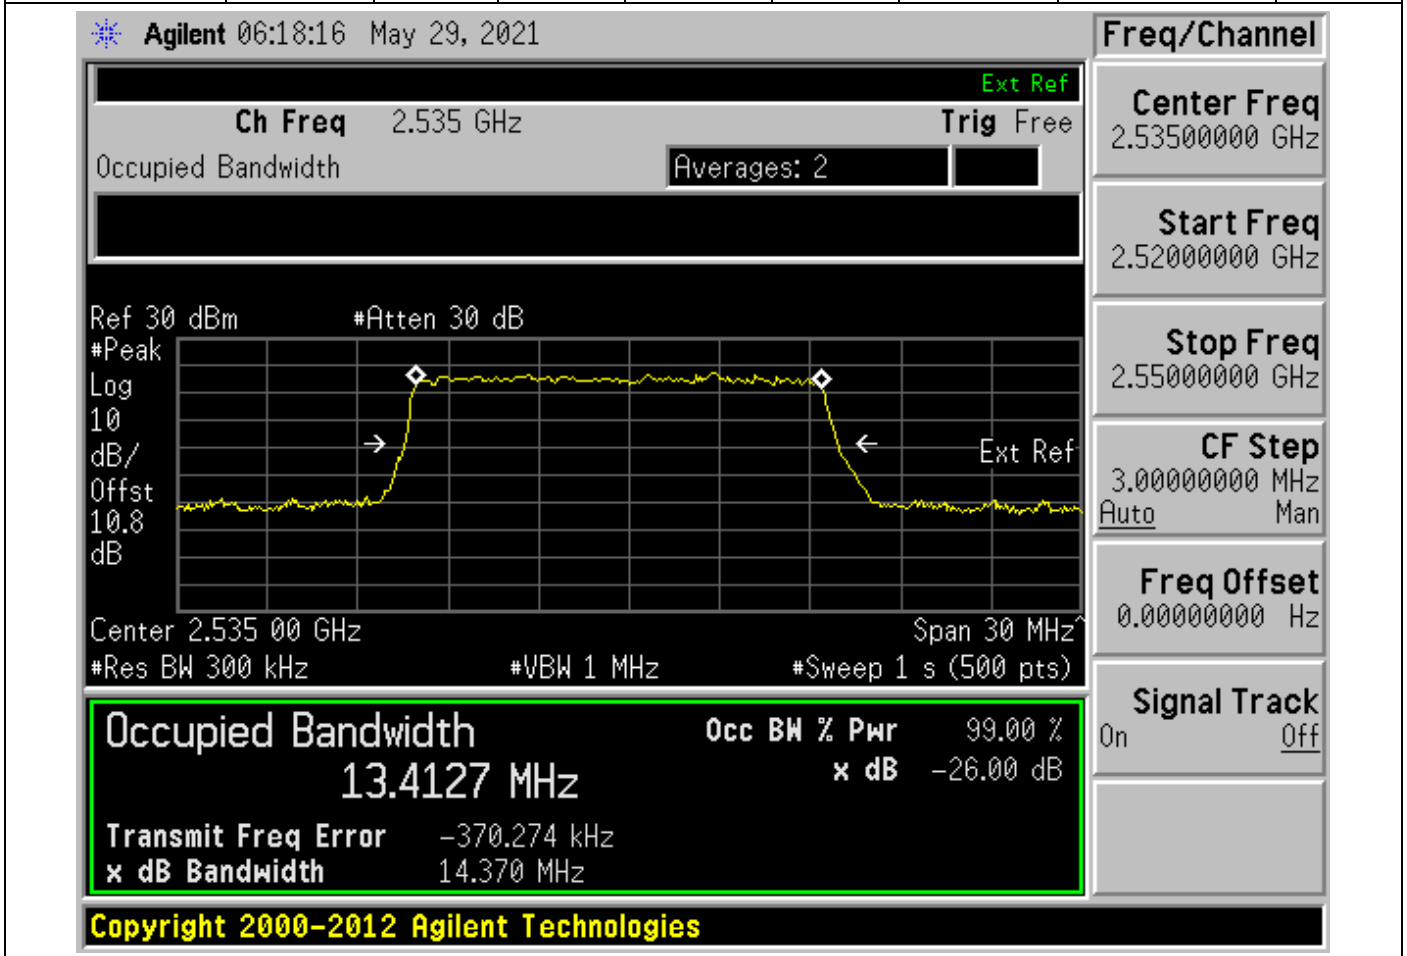 Agilent 06:18:16 May 29, 2021
Ext Ref
Ch Freq 2.535 GHz Trig Free
Occupied Bandwidth Averages: 2
Ref 30 dBm #Atten 30 dB
#Peak
Log
10
dB/
Offst
10.8
dB
Ext Ref
Center 2.535 00 GHz Span 30 MHz^
#Res BW 300 kHz #VBW 1 MHz #Sweep 1 s (500 pts)
Occupied Bandwidth Occ BW % Pwr 99.00 %
13.4127 MHz x dB -26.00 dB
Transmit Freq Error -370.274 kHz
x dB Bandwidth 14.370 MHz
Copyright 2000-2012 Agilent Technologies
Freq/Channel
Center Freq
2.53500000 GHz
Start Freq
2.52000000 GHz
Stop Freq
2.55000000 GHz
CF Step
3.00000000 MHz
Auto Man
Freq Offset
0.00000000 Hz
Signal Track
On Off